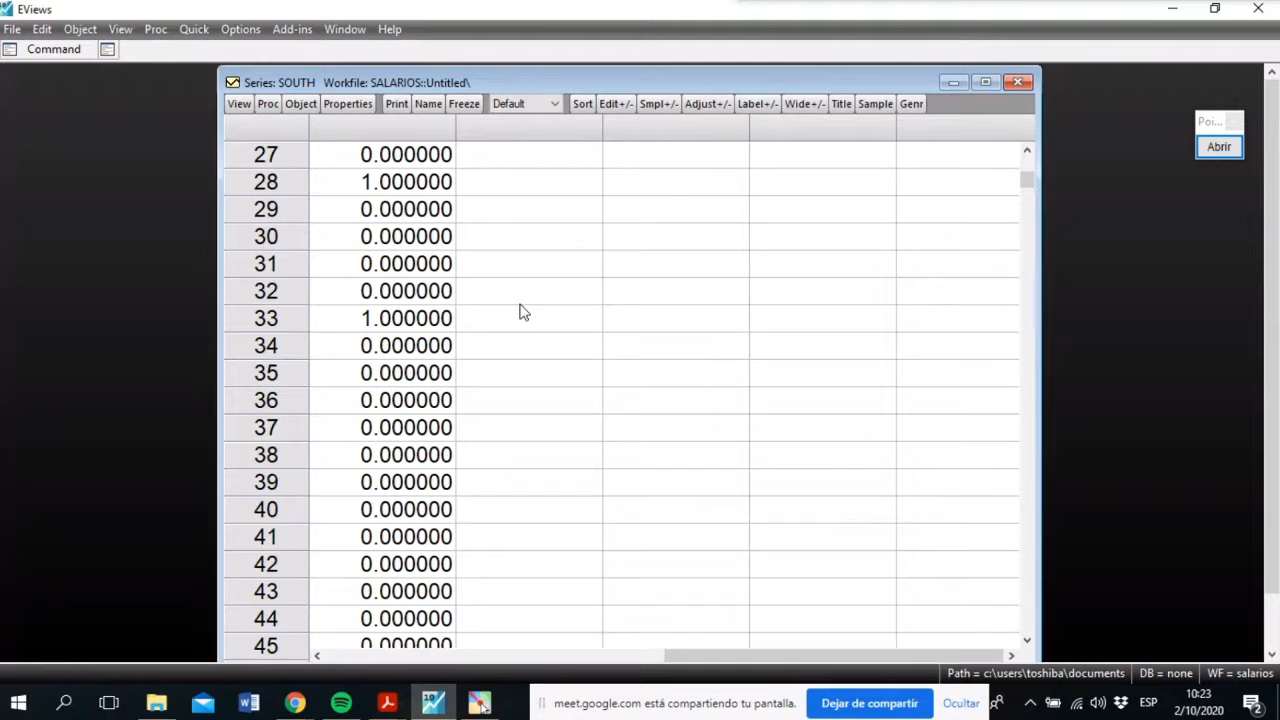 EViews
File Edit Object View Proc Quick Options Add-ins Window Help
Command
Series: SOUTH Workfile: SALARIOS::Untitled\
View Proc Object Properties Print Name Freeze Default Sort Edit+/- Smpl+/- Adjust+/- Label+/- Wide+/- Title Sample Genr
Poi...
Abrir
27 0.000000
28 1.000000
29 0.000000
30 0.000000
31 0.000000
32 0.000000
33 1.000000
34 0.000000
35 0.000000
36 0.000000
37 0.000000
38 0.000000
39 0.000000
40 0.000000
41 0.000000
42 0.000000
43 0.000000
44 0.000000
45 0.000000
Path = c:\users\toshiba\documents DB = none WF = salarios
meet.google.com está compartiendo tu pantalla. Dejar de compartir Ocultar
ESP
10:23
2/10/2020
2